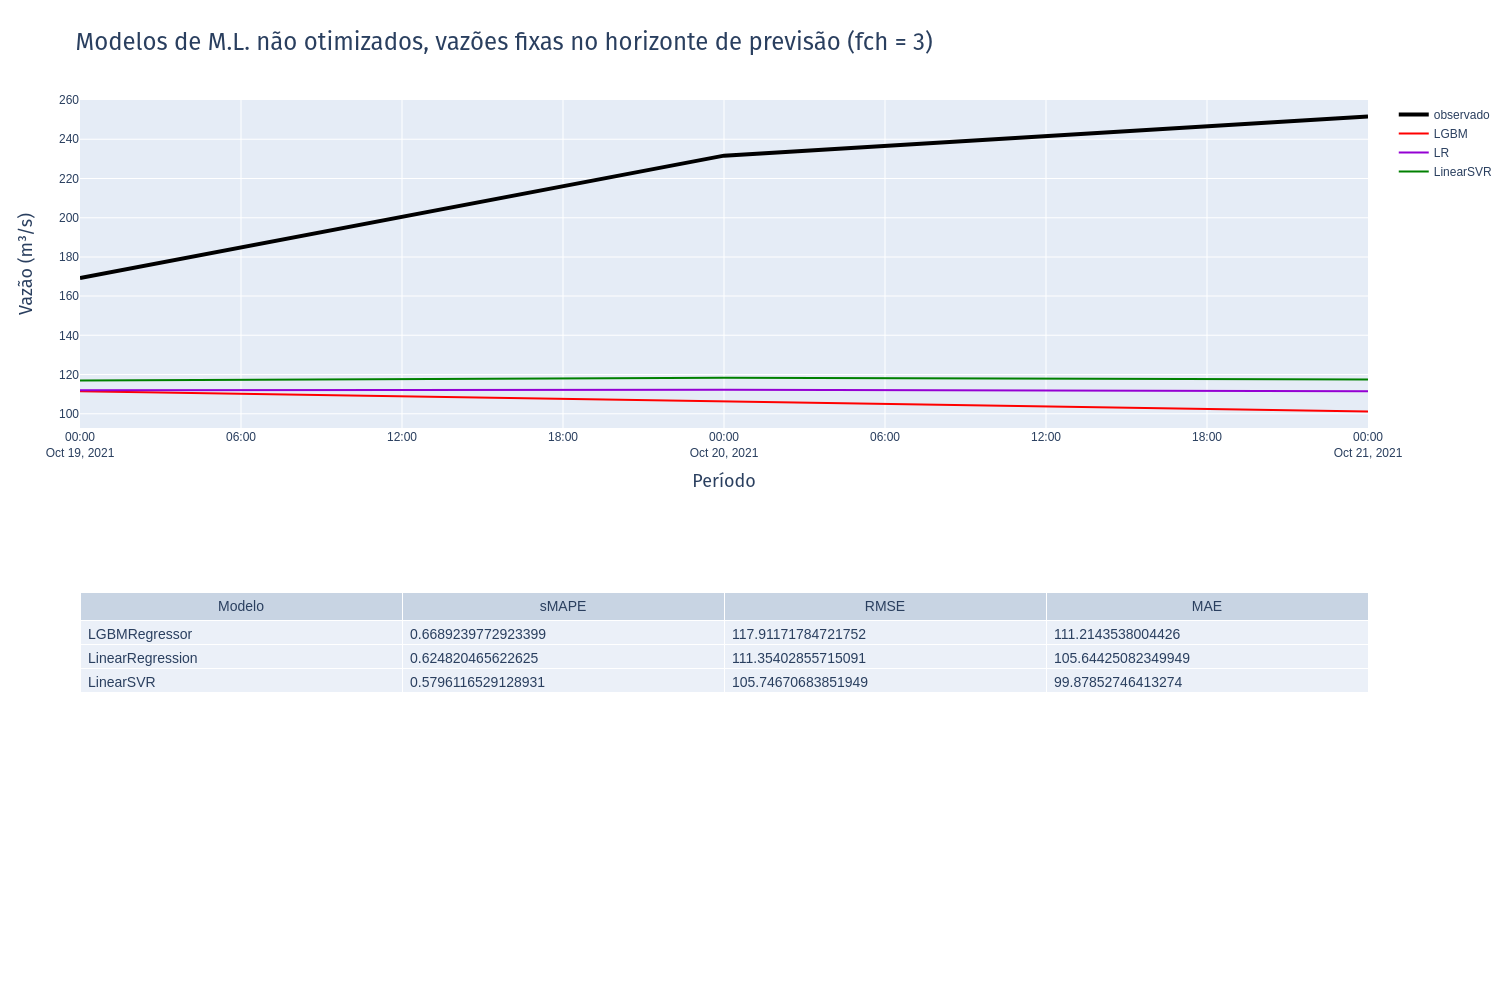 Modelos de M.L. não otimizados, vazões fixas no horizonte de previsão (fch = 3)
260
240
220
200
180
160
140
120
100
Vazão (m³/s)
00:00 06:00 12:00 18:00 00:00 06:00 12:00 18:00 00:00
Oct 19, 2021 Oct 20, 2021 Oct 21, 2021
Período
observado
LGBM
LR
LinearSVR
Modelo sMAPE RMSE MAE
LGBMRegressor 0.6689239772923399 117.91171784721752 111.2143538004426
LinearRegression 0.624820465622625 111.35402855715091 105.64425082349949
LinearSVR 0.5796116529128931 105.74670683851949 99.87852746413274